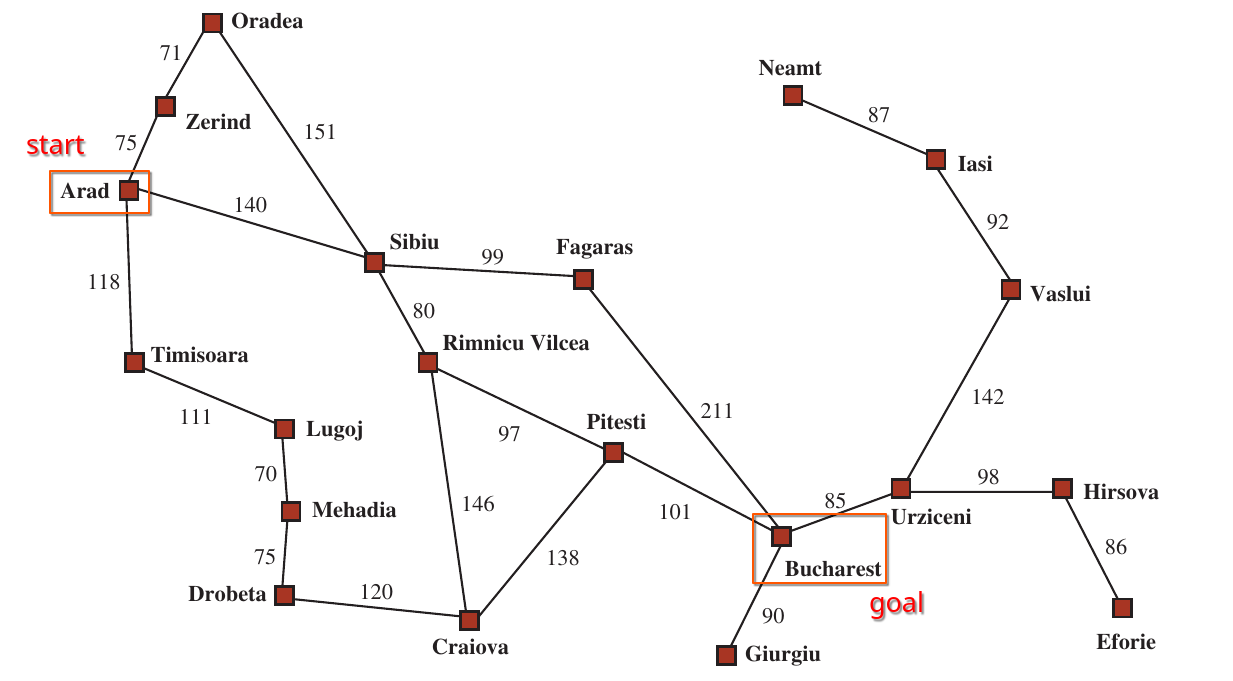 Oradea
71
Neamt
Zerind
87
start
75
151
Iasi
Arad
140
92
Sibiu
99
Fagaras
118
80
Vaslui
Rimnicu Vilcea
Timisoara
142
211
111
Pitesti
Lugoj
97
70
98
Hirsova
146
101
85
Urziceni
Mehadia
75
138
86
Bucharest
Drobeta
120
goal
90
Eforie
Craiova
Giurgiu